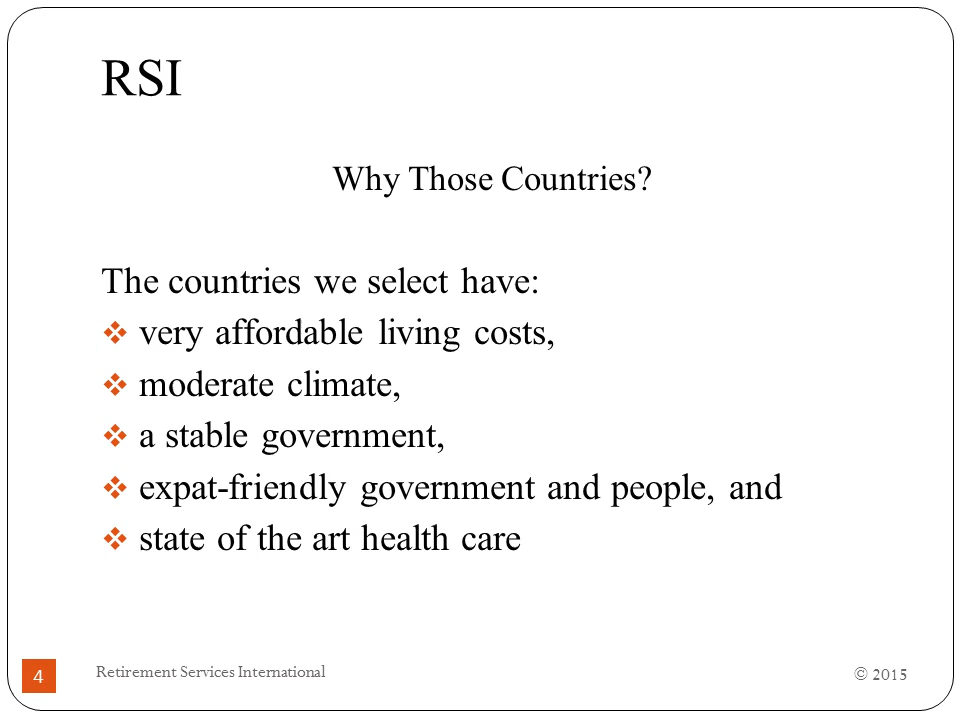 RSI
Why Those Countries?
The countries we select have:
❖ very affordable living costs,
❖ moderate climate,
❖ a stable government,
❖ expat-friendly government and people, and
❖ state of the art health care
4
Retirement Services International
© 2015